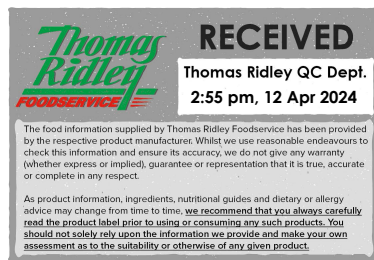 Thomas
Ridley
FOODSERVICE
RECEIVED
Thomas Ridley QC Dept.
2:55 pm, 12 Apr 2024
The food information supplied by Thomas Ridley Foodservice has been provided
by the respective product manufacturer. Whilst we use reasonable endeavours to
check this information and ensure its accuracy, we do not give any warranty
(whether express or implied), guarantee or representation that it is true, accurate
or complete in any respect.
As product information, ingredients, nutritional guides and dietary or allergy
advice may change from time to time, we recommend that you always carefully
read the product label prior to using or consuming any such products. You
should not solely rely upon the information we provide and make your own
assessment as to the suitability or otherwise of any given product.